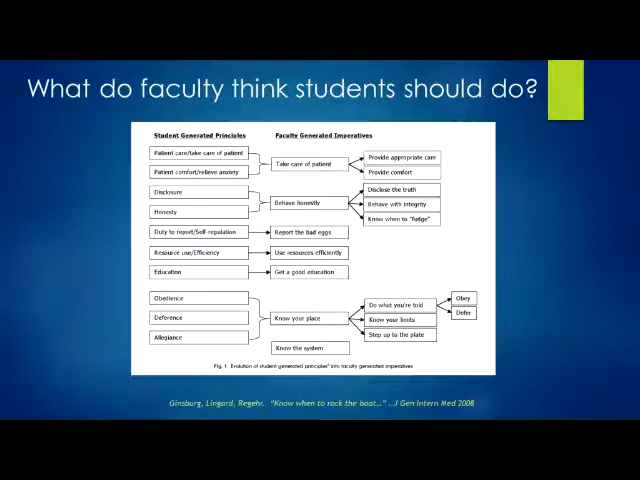 What do faculty think students should do?
Student Generated Principles
Faculty Generated Imperatives
Patient care/take care of patient
Patient comfort/relieve anxiety
Take care of patient
Provide appropriate care
Provide comfort
Disclosure
Honesty
Behave honestly
Disclose the truth
Behave with integrity
Know when to "fudge"
Duty to report/Self-regulation
Report the bad eggs
Resource use/Efficiency
Use resources efficiently
Education
Get a good education
Obedience
Deference
Allegiance
Know your place
Do what you're told
Know your limits
Step up to the plate
Obey
Defer
Know the system
Fig. 1. Evolution of student generated principles* into faculty generated imperatives
Ginsburg, Lingard, Regehr. "Know when to rock the boat..." . J Gen Intern Med 2008